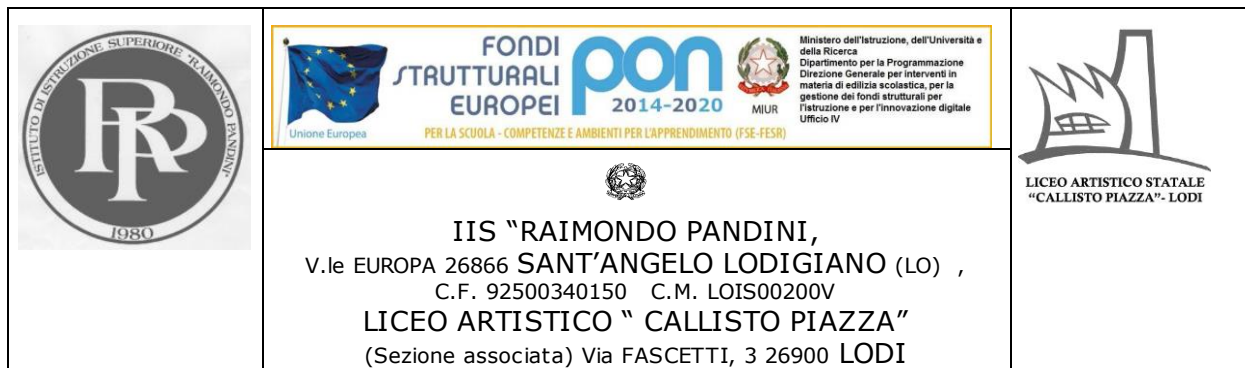 ISTITUTO DI ISTRUZIONE SUPERIORE "RAIMONDO PANDINI"
1980
Unione Europea
FONDI
STRUTTURALI
EUROPEI
pon
2014-2020
MIUR
Ministero dell'Istruzione, dell'Università e
della Ricerca
Dipartimento per la Programmazione
Direzione Generale per interventi in
materia di edilizia scolastica, per la
gestione dei fondi strutturali per
l'istruzione e per l'innovazione digitale
Ufficio IV
PER LA SCUOLA - COMPETENZE E AMBIENTI PER L'APPRENDIMENTO (FSE-FESR)
IIS “RAIMONDO PANDINI,
V.le EUROPA 26866 SANT’ANGELO LODIGIANO (LO) ,
C.F. 92500340150 C.M. LOIS00200V
LICEO ARTISTICO “ CALLISTO PIAZZA”
(Sezione associata) Via FASCETTI, 3 26900 LODI
LICEO ARTISTICO STATALE
“CALLISTO PIAZZA”- LODI